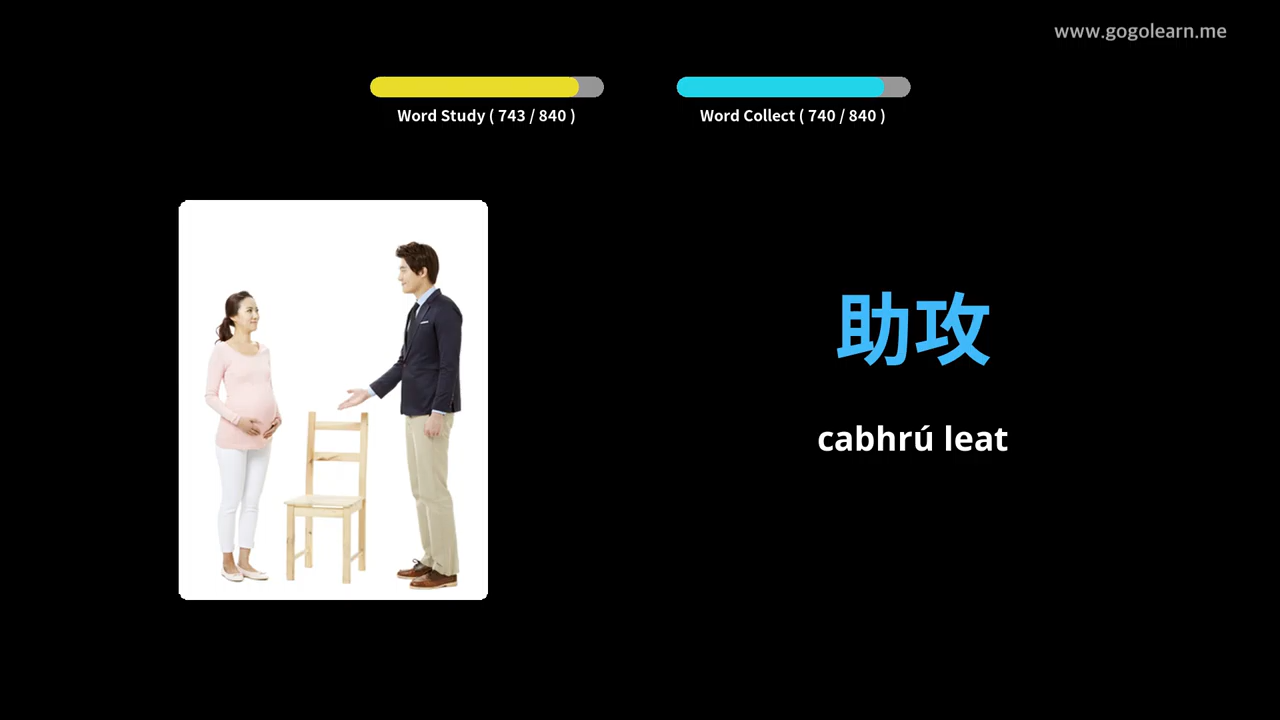 www.gogolearn.me
Word Study ( 743 / 840 )
Word Collect ( 740 / 840 )
助攻
cabhrú leat